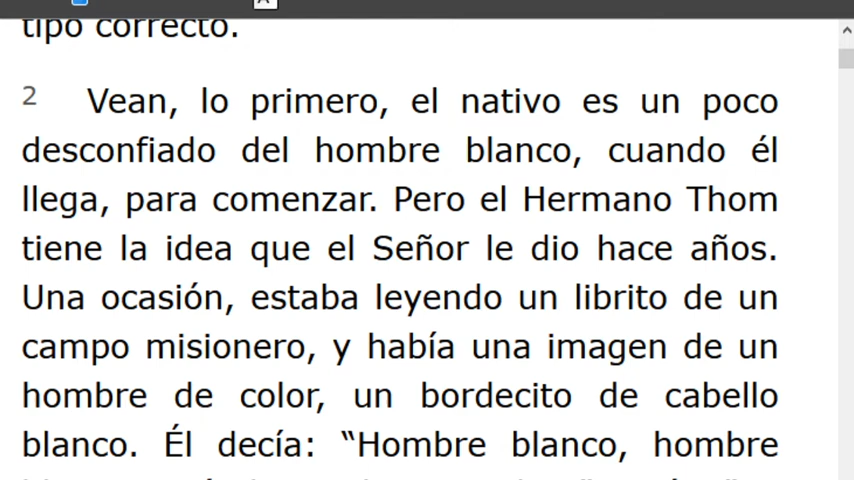 tipo correcto.
2 Vean, lo primero, el nativo es un poco
desconfiado del hombre blanco, cuando él
llega, para comenzar. Pero el Hermano Thom
tiene la idea que el Señor le dio hace años.
Una ocasión, estaba leyendo un librito de un
campo misionero, y había una imagen de un
hombre de color, un bordecito de cabello
blanco. Él decía: “Hombre blanco, hombre